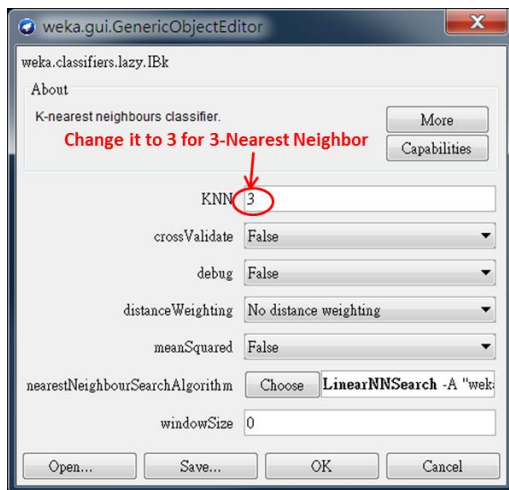 weka.gui.GenericObjectEditor
weka.classifiers.lazy.IBk
About
K-nearest neighbours classifier.
More
Change it to 3 for 3-Nearest Neighbor
Capabilities
KNN 3
crossValidate False
debug False
distanceWeighting No distance weighting
meanSquared False
nearestNeighbourSearchAlgorithm Choose LinearNNSearch -A "weka
windowSize 0
Open... Save... OK Cancel